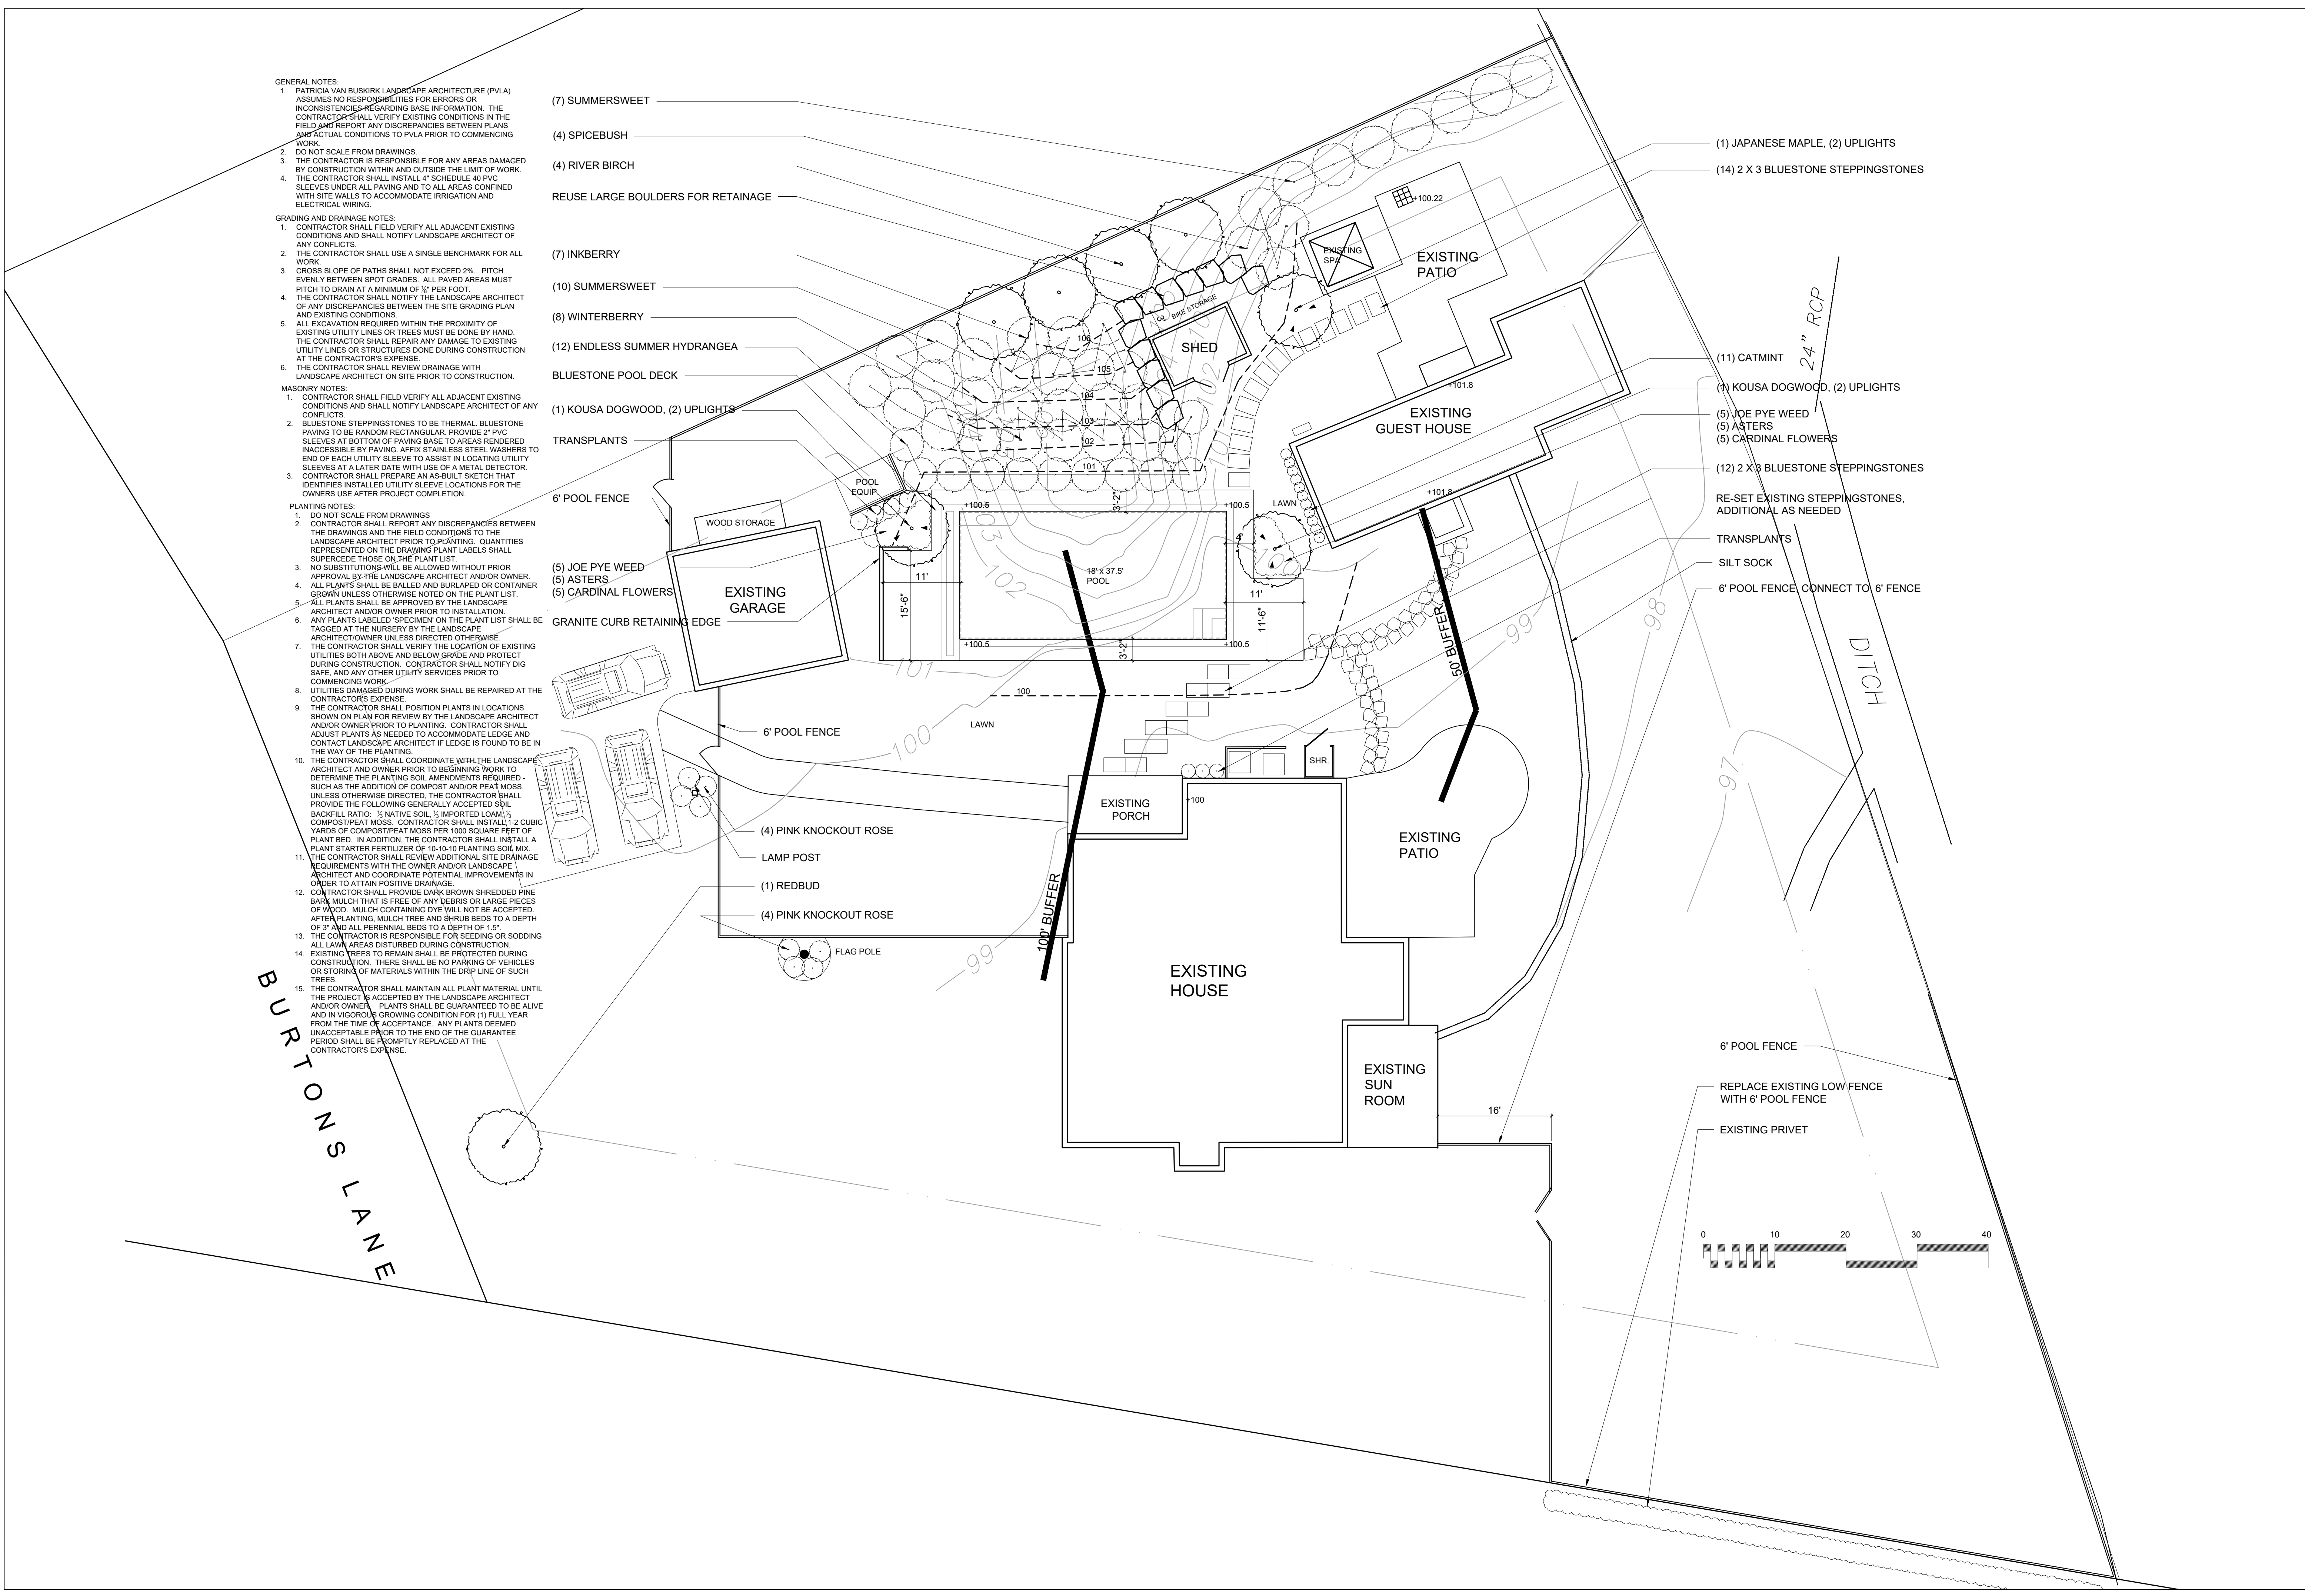 GENERAL NOTES:
1. PATRICIA VAN BUSKIRK LANDSCAPE ARCHITECTURE (PVLA)
ASSUMES NO RESPONSIBILITIES FOR ERRORS OR
INCONSISTENCIES REGARDING BASE INFORMATION. THE
CONTRACTOR SHALL VERIFY EXISTING CONDITIONS IN THE
FIELD AND REPORT ANY DISCREPANCIES BETWEEN PLANS
AND ACTUAL CONDITIONS TO PVLA PRIOR TO COMMENCING
WORK.
2. DO NOT SCALE FROM DRAWINGS.
3. THE CONTRACTOR IS RESPONSIBLE FOR ANY AREAS DAMAGED
BY CONSTRUCTION WITHIN AND OUTSIDE THE LIMIT OF WORK.
4. THE CONTRACTOR SHALL INSTALL 4" SCHEDULE 40 PVC
SLEEVES UNDER ALL PAVING AND TO ALL AREAS CONFINED
WITH SITE WALLS TO ACCOMMODATE IRRIGATION AND
ELECTRICAL WIRING.
GRADING AND DRAINAGE NOTES:
1. CONTRACTOR SHALL FIELD VERIFY ALL ADJACENT EXISTING
CONDITIONS AND SHALL NOTIFY LANDSCAPE ARCHITECT OF
ANY CONFLICTS.
2. THE CONTRACTOR SHALL USE A SINGLE BENCHMARK FOR ALL
WORK.
3. CROSS SLOPE OF PATHS SHALL NOT EXCEED 2%. PITCH
EVENLY BETWEEN SPOT GRADES. ALL PAVED AREAS MUST
PITCH TO DRAIN AT A MINIMUM OF ⅛" PER FOOT.
4. THE CONTRACTOR SHALL NOTIFY THE LANDSCAPE ARCHITECT
OF ANY DISCREPANCIES BETWEEN THE SITE GRADING PLAN
AND EXISTING CONDITIONS.
5. ALL EXCAVATION REQUIRED WITHIN THE PROXIMITY OF
EXISTING UTILITY LINES OR TREES MUST BE DONE BY HAND.
THE CONTRACTOR SHALL REPAIR ANY DAMAGE TO EXISTING
UTILITY LINES OR STRUCTURES DONE DURING CONSTRUCTION
AT THE CONTRACTOR'S EXPENSE.
6. THE CONTRACTOR SHALL REVIEW DRAINAGE WITH
LANDSCAPE ARCHITECT ON SITE PRIOR TO CONSTRUCTION.
MASONRY NOTES:
1. CONTRACTOR SHALL FIELD VERIFY ALL ADJACENT EXISTING
CONDITIONS AND SHALL NOTIFY LANDSCAPE ARCHITECT OF ANY
CONFLICTS.
2. BLUESTONE STEPPINGSTONES TO BE THERMAL. BLUESTONE
PAVING TO BE RANDOM RECTANGULAR. PROVIDE 2" PVC
SLEEVES AT BOTTOM OF PAVING BASE TO AREAS RENDERED
INACCESSIBLE BY PAVING. AFFIX STAINLESS STEEL WASHERS TO
END OF EACH UTILITY SLEEVE TO ASSIST IN LOCATING UTILITY
SLEEVES AT A LATER DATE WITH USE OF A METAL DETECTOR.
3. CONTRACTOR SHALL PREPARE AN AS-BUILT SKETCH THAT
IDENTIFIES INSTALLED UTILITY SLEEVE LOCATIONS FOR THE
OWNERS USE AFTER PROJECT COMPLETION.
PLANTING NOTES:
1. DO NOT SCALE FROM DRAWINGS
2. CONTRACTOR SHALL REPORT ANY DISCREPANCIES BETWEEN
THE DRAWINGS AND THE FIELD CONDITIONS TO THE
LANDSCAPE ARCHITECT PRIOR TO PLANTING. QUANTITIES
REPRESENTED ON THE DRAWING PLANT LABELS SHALL
SUPERCEDE THOSE ON THE PLANT LIST.
3. NO SUBSTITUTIONS WILL BE ALLOWED WITHOUT PRIOR
APPROVAL BY THE LANDSCAPE ARCHITECT AND/OR OWNER.
4. ALL PLANTS SHALL BE BALLED AND BURLAPED OR CONTAINER
GROWN UNLESS OTHERWISE NOTED ON THE PLANT LIST.
5. ALL PLANTS SHALL BE APPROVED BY THE LANDSCAPE
ARCHITECT AND/OR OWNER PRIOR TO INSTALLATION.
6. ANY PLANTS LABELED 'SPECIMEN' ON THE PLANT LIST SHALL BE
TAGGED AT THE NURSERY BY THE LANDSCAPE
ARCHITECT/OWNER UNLESS DIRECTED OTHERWISE.
7. THE CONTRACTOR SHALL VERIFY THE LOCATION OF EXISTING
UTILITIES BOTH ABOVE AND BELOW GRADE AND PROTECT
DURING CONSTRUCTION. CONTRACTOR SHALL NOTIFY DIG
SAFE, AND ANY OTHER UTILITY SERVICES PRIOR TO
COMMENCING WORK.
8. UTILITIES DAMAGED DURING WORK SHALL BE REPAIRED AT THE
CONTRACTOR'S EXPENSE.
9. THE CONTRACTOR SHALL POSITION PLANTS IN LOCATIONS
SHOWN ON PLAN FOR REVIEW BY THE LANDSCAPE ARCHITECT
AND/OR OWNER PRIOR TO PLANTING. CONTRACTOR SHALL
ADJUST PLANTS AS NEEDED TO ACCOMMODATE LEDGE AND
CONTACT LANDSCAPE ARCHITECT IF LEDGE IS FOUND TO BE IN
THE WAY OF THE PLANTING.
10. THE CONTRACTOR SHALL COORDINATE WITH THE LANDSCAPE
ARCHITECT AND OWNER PRIOR TO BEGINNING WORK TO
DETERMINE THE PLANTING SOIL AMENDMENTS REQUIRED -
SUCH AS THE ADDITION OF COMPOST AND/OR PEAT MOSS.
UNLESS OTHERWISE DIRECTED, THE CONTRACTOR SHALL
PROVIDE THE FOLLOWING GENERALLY ACCEPTED SOIL
BACKFILL RATIO: ⅓ NATIVE SOIL, ⅓ IMPORTED LOAM, ⅓
COMPOST/PEAT MOSS. CONTRACTOR SHALL INSTALL 1-2 CUBIC
YARDS OF COMPOST/PEAT MOSS PER 1000 SQUARE FEET OF
PLANT BED. IN ADDITION, THE CONTRACTOR SHALL INSTALL A
PLANT STARTER FERTILIZER OF 10-10-10 PLANTING SOIL MIX.
11. THE CONTRACTOR SHALL REVIEW ADDITIONAL SITE DRAINAGE
REQUIREMENTS WITH THE OWNER AND/OR LANDSCAPE
ARCHITECT AND COORDINATE POTENTIAL IMPROVEMENTS IN
ORDER TO ATTAIN POSITIVE DRAINAGE.
12. CONTRACTOR SHALL PROVIDE DARK BROWN SHREDDED PINE
BARK MULCH THAT IS FREE OF ANY DEBRIS OR LARGE PIECES
OF WOOD. MULCH CONTAINING DYE WILL NOT BE ACCEPTED.
AFTER PLANTING, MULCH TREE AND SHRUB BEDS TO A DEPTH
OF 3" AND ALL PERENNIAL BEDS TO A DEPTH OF 1.5".
13. THE CONTRACTOR IS RESPONSIBLE FOR SEEDING OR SODDING
ALL LAWN AREAS DISTURBED DURING CONSTRUCTION.
14. EXISTING TREES TO REMAIN SHALL BE PROTECTED DURING
CONSTRUCTION. THERE SHALL BE NO PARKING OF VEHICLES
OR STORING OF MATERIALS WITHIN THE DRIP LINE OF SUCH
TREES.
15. THE CONTRACTOR SHALL MAINTAIN ALL PLANT MATERIAL UNTIL
THE PROJECT IS ACCEPTED BY THE LANDSCAPE ARCHITECT
AND/OR OWNER. PLANTS SHALL BE GUARANTEED TO BE ALIVE
AND IN VIGOROUS GROWING CONDITION FOR (1) FULL YEAR
FROM THE TIME OF ACCEPTANCE. ANY PLANTS DEEMED
UNACCEPTABLE PRIOR TO THE END OF THE GUARANTEE
PERIOD SHALL BE PROMPTLY REPLACED AT THE
CONTRACTOR'S EXPENSE.
(7) SUMMERSWEET
(4) SPICEBUSH
(4) RIVER BIRCH
REUSE LARGE BOULDERS FOR RETAINAGE
(7) INKBERRY
(10) SUMMERSWEET
(8) WINTERBERRY
(12) ENDLESS SUMMER HYDRANGEA
BLUESTONE POOL DECK
(1) KOUSA DOGWOOD, (2) UPLIGHTS
TRANSPLANTS
6' POOL FENCE
(5) JOE PYE WEED
(5) ASTERS
(5) CARDINAL FLOWERS
GRANITE CURB RETAINING EDGE
WOOD STORAGE
POOL
EQUIP.
EXISTING
GARAGE
6' POOL FENCE
(4) PINK KNOCKOUT ROSE
LAMP POST
(1) REDBUD
(4) PINK KNOCKOUT ROSE
FLAG POLE
106
105
104
103
102
101
BIKE STORAGE
3'
SHED
EXISTING
SPA
+100.22
EXISTING
PATIO
+101.8
EXISTING
GUEST HOUSE
+101.8
LAWN
+100.5
+100.5
+100.5
+100.5
3'-2"
3'-2"
4'
11'
11'
15'-6"
11'-6"
18' x 37.5'
POOL
103
102
101
100
100
99
LAWN
100' BUFFER
50' BUFFER
99
98
97
SHR.
EXISTING
PORCH
+100
EXISTING
PATIO
EXISTING
HOUSE
EXISTING
SUN
ROOM
16'
(1) JAPANESE MAPLE, (2) UPLIGHTS
(14) 2 X 3 BLUESTONE STEPPINGSTONES
(11) CATMINT
(1) KOUSA DOGWOOD, (2) UPLIGHTS
(5) JOE PYE WEED
(5) ASTERS
(5) CARDINAL FLOWERS
(12) 2 X 3 BLUESTONE STEPPINGSTONES
RE-SET EXISTING STEPPINGSTONES,
ADDITIONAL AS NEEDED
TRANSPLANTS
SILT SOCK
6' POOL FENCE, CONNECT TO 6' FENCE
24" RCP
DITCH
6' POOL FENCE
REPLACE EXISTING LOW FENCE
WITH 6' POOL FENCE
EXISTING PRIVET
0 10 20 30 40
BURTONS LANE